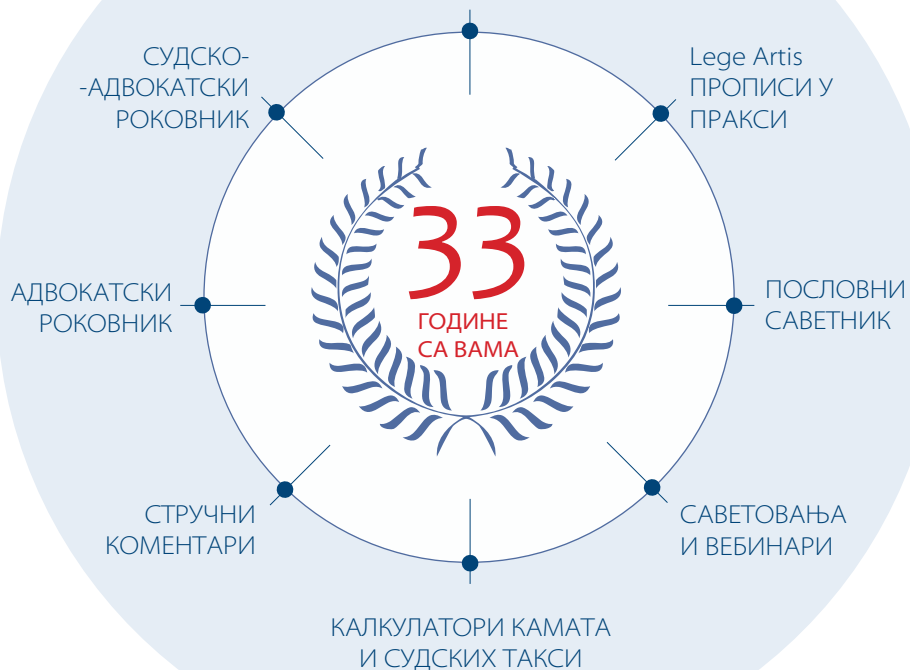 СУДСКО-
-АДВОКАТСКИ
РОКОВНИК
Lege Artis
ПРОПИСИ У
ПРАКСИ
АДВОКАТСКИ
РОКОВНИК
33
ГОДИНЕ
СА ВАМА
ПОСЛОВНИ
САВЕТНИК
СТРУЧНИ
КОМЕНТАРИ
САВЕТОВАЊА
И ВЕБИНАРИ
КАЛКУЛАТОРИ КАМАТА
И СУДСКИХ ТАКСИ